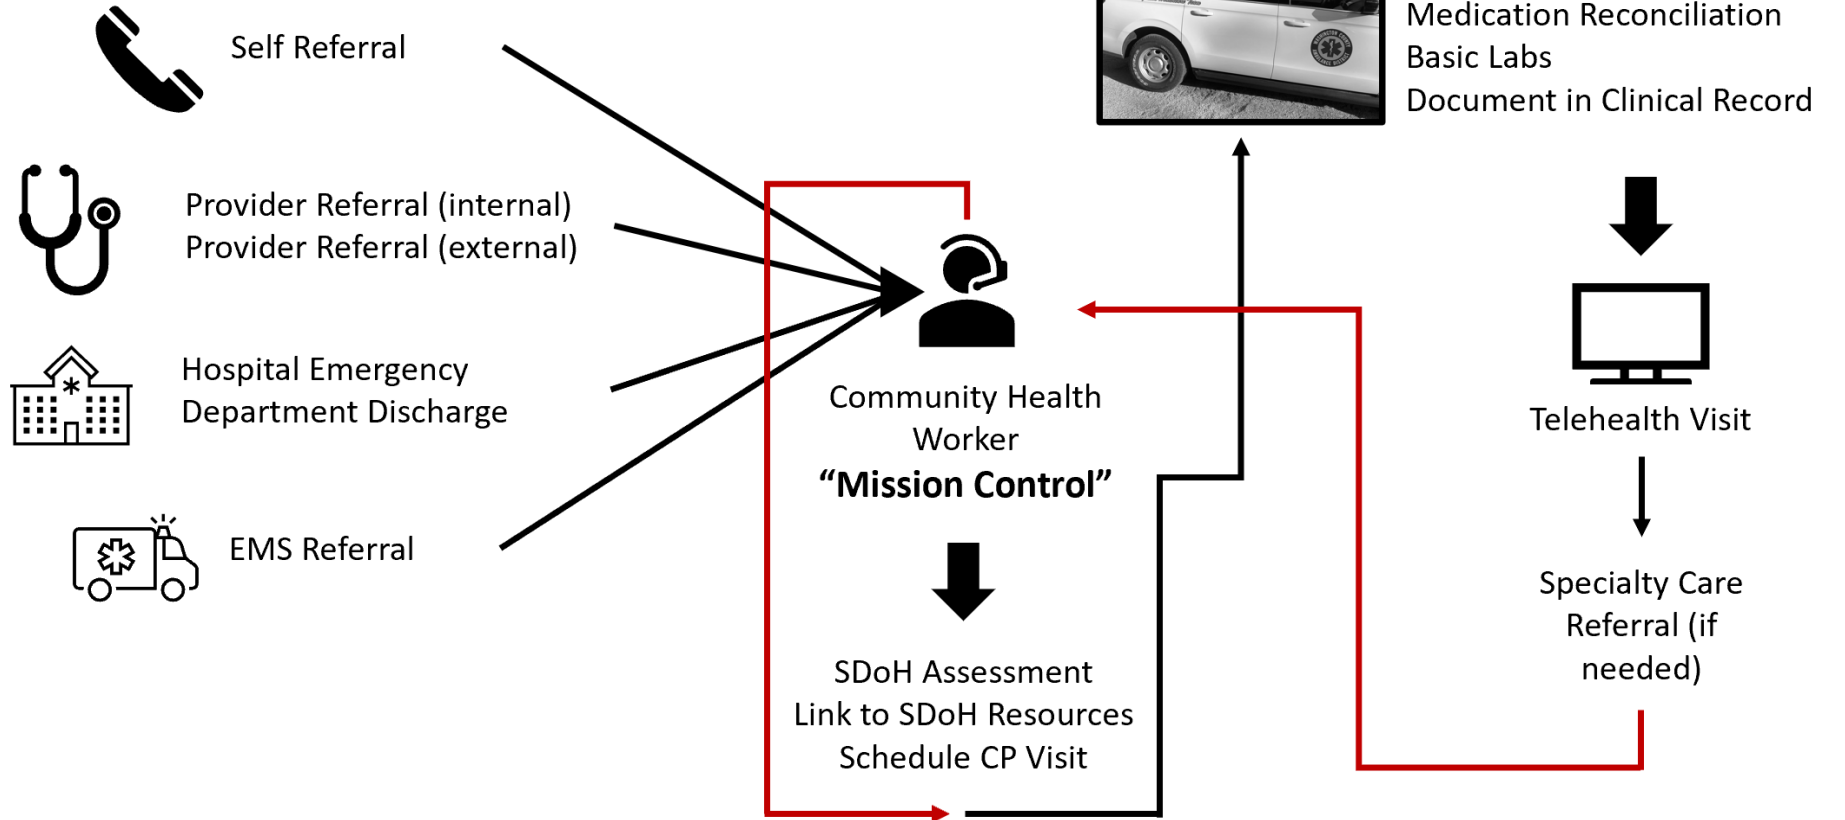 Self Referral
Provider Referral (internal)
Provider Referral (external)
Hospital Emergency
Department Discharge
EMS Referral
Community Health
Worker
“Mission Control”
SDoH Assessment
Link to SDoH Resources
Schedule CP Visit
Medication Reconciliation
Basic Labs
Document in Clinical Record
Telehealth Visit
Specialty Care
Referral (if
needed)